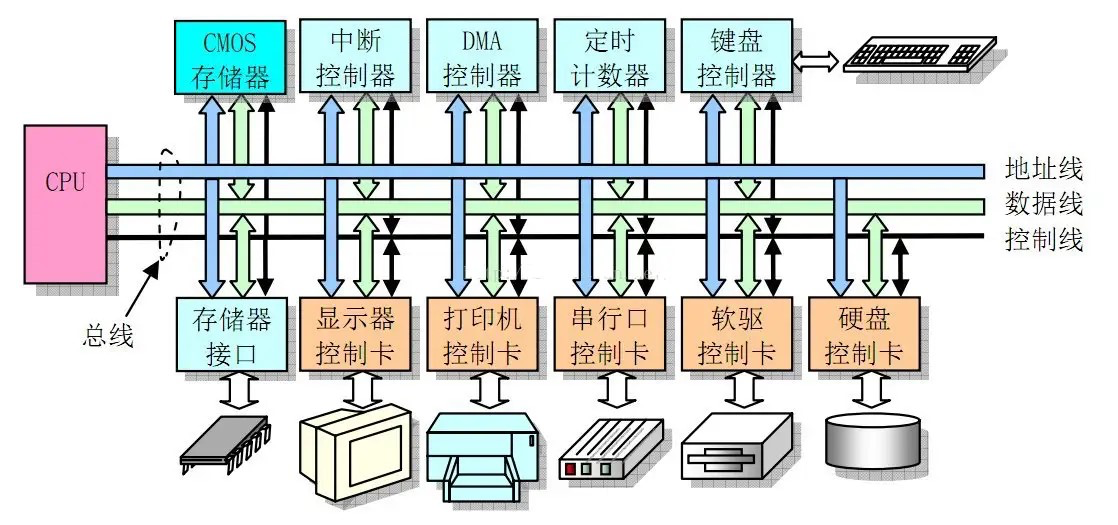 CMOS
存储器
中断
控制器
DMA
控制器
定时
计数器
键盘
控制器
CPU
地址线
数据线
控制线
总线
存储器
接口
显示器
控制卡
打印机
控制卡
串行口
控制卡
软驱
控制卡
硬盘
控制卡